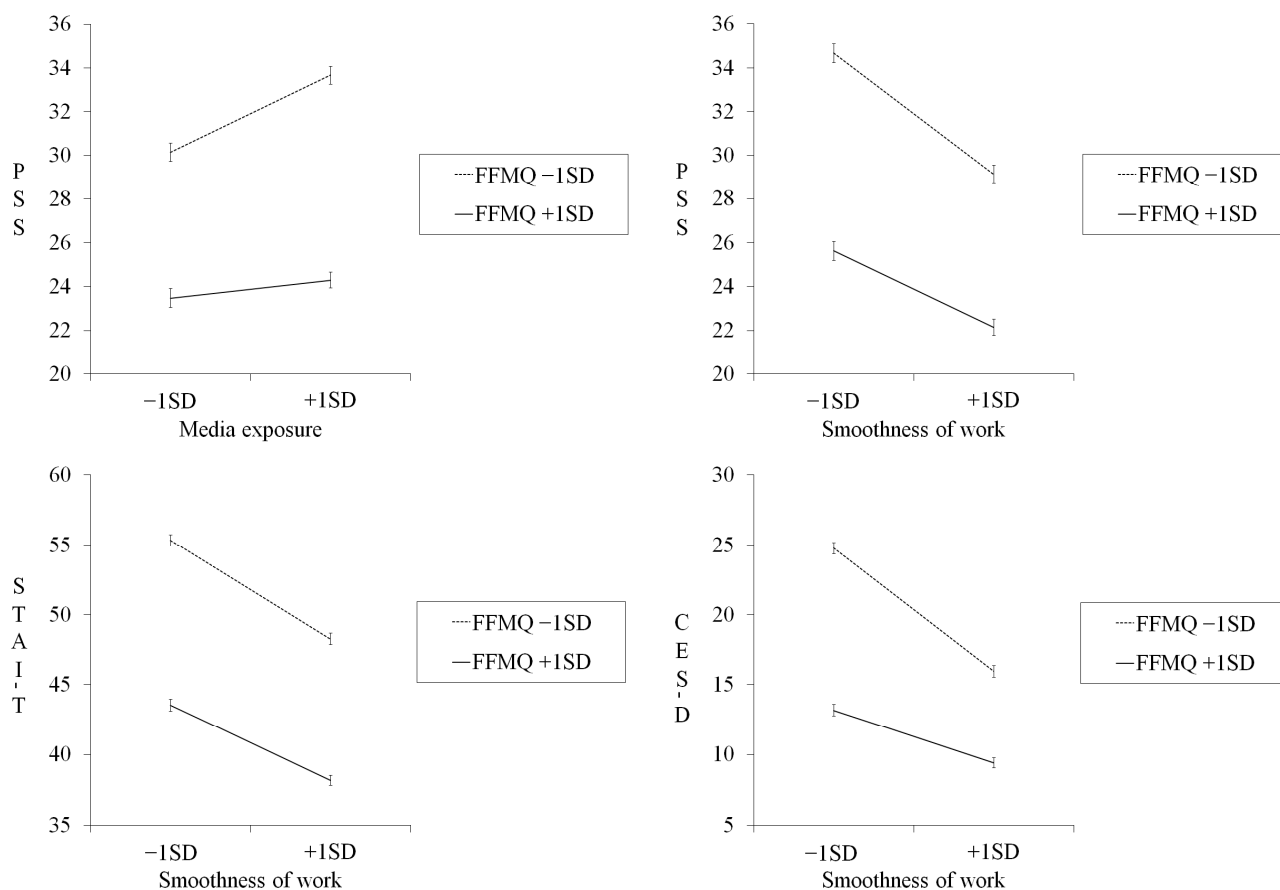 36
34
32
30
28
26
24
22
20
P
S
S
−1SD
+1SD
Media exposure
FFMQ −1SD
FFMQ +1SD
36
34
32
30
28
26
24
22
20
P
S
S
−1SD
+1SD
Smoothness of work
FFMQ −1SD
FFMQ +1SD
60
55
50
45
40
35
S
T
A
I
-
T
−1SD
+1SD
Smoothness of work
FFMQ −1SD
FFMQ +1SD
30
25
20
15
10
5
C
E
S
-
D
−1SD
+1SD
Smoothness of work
FFMQ −1SD
FFMQ +1SD